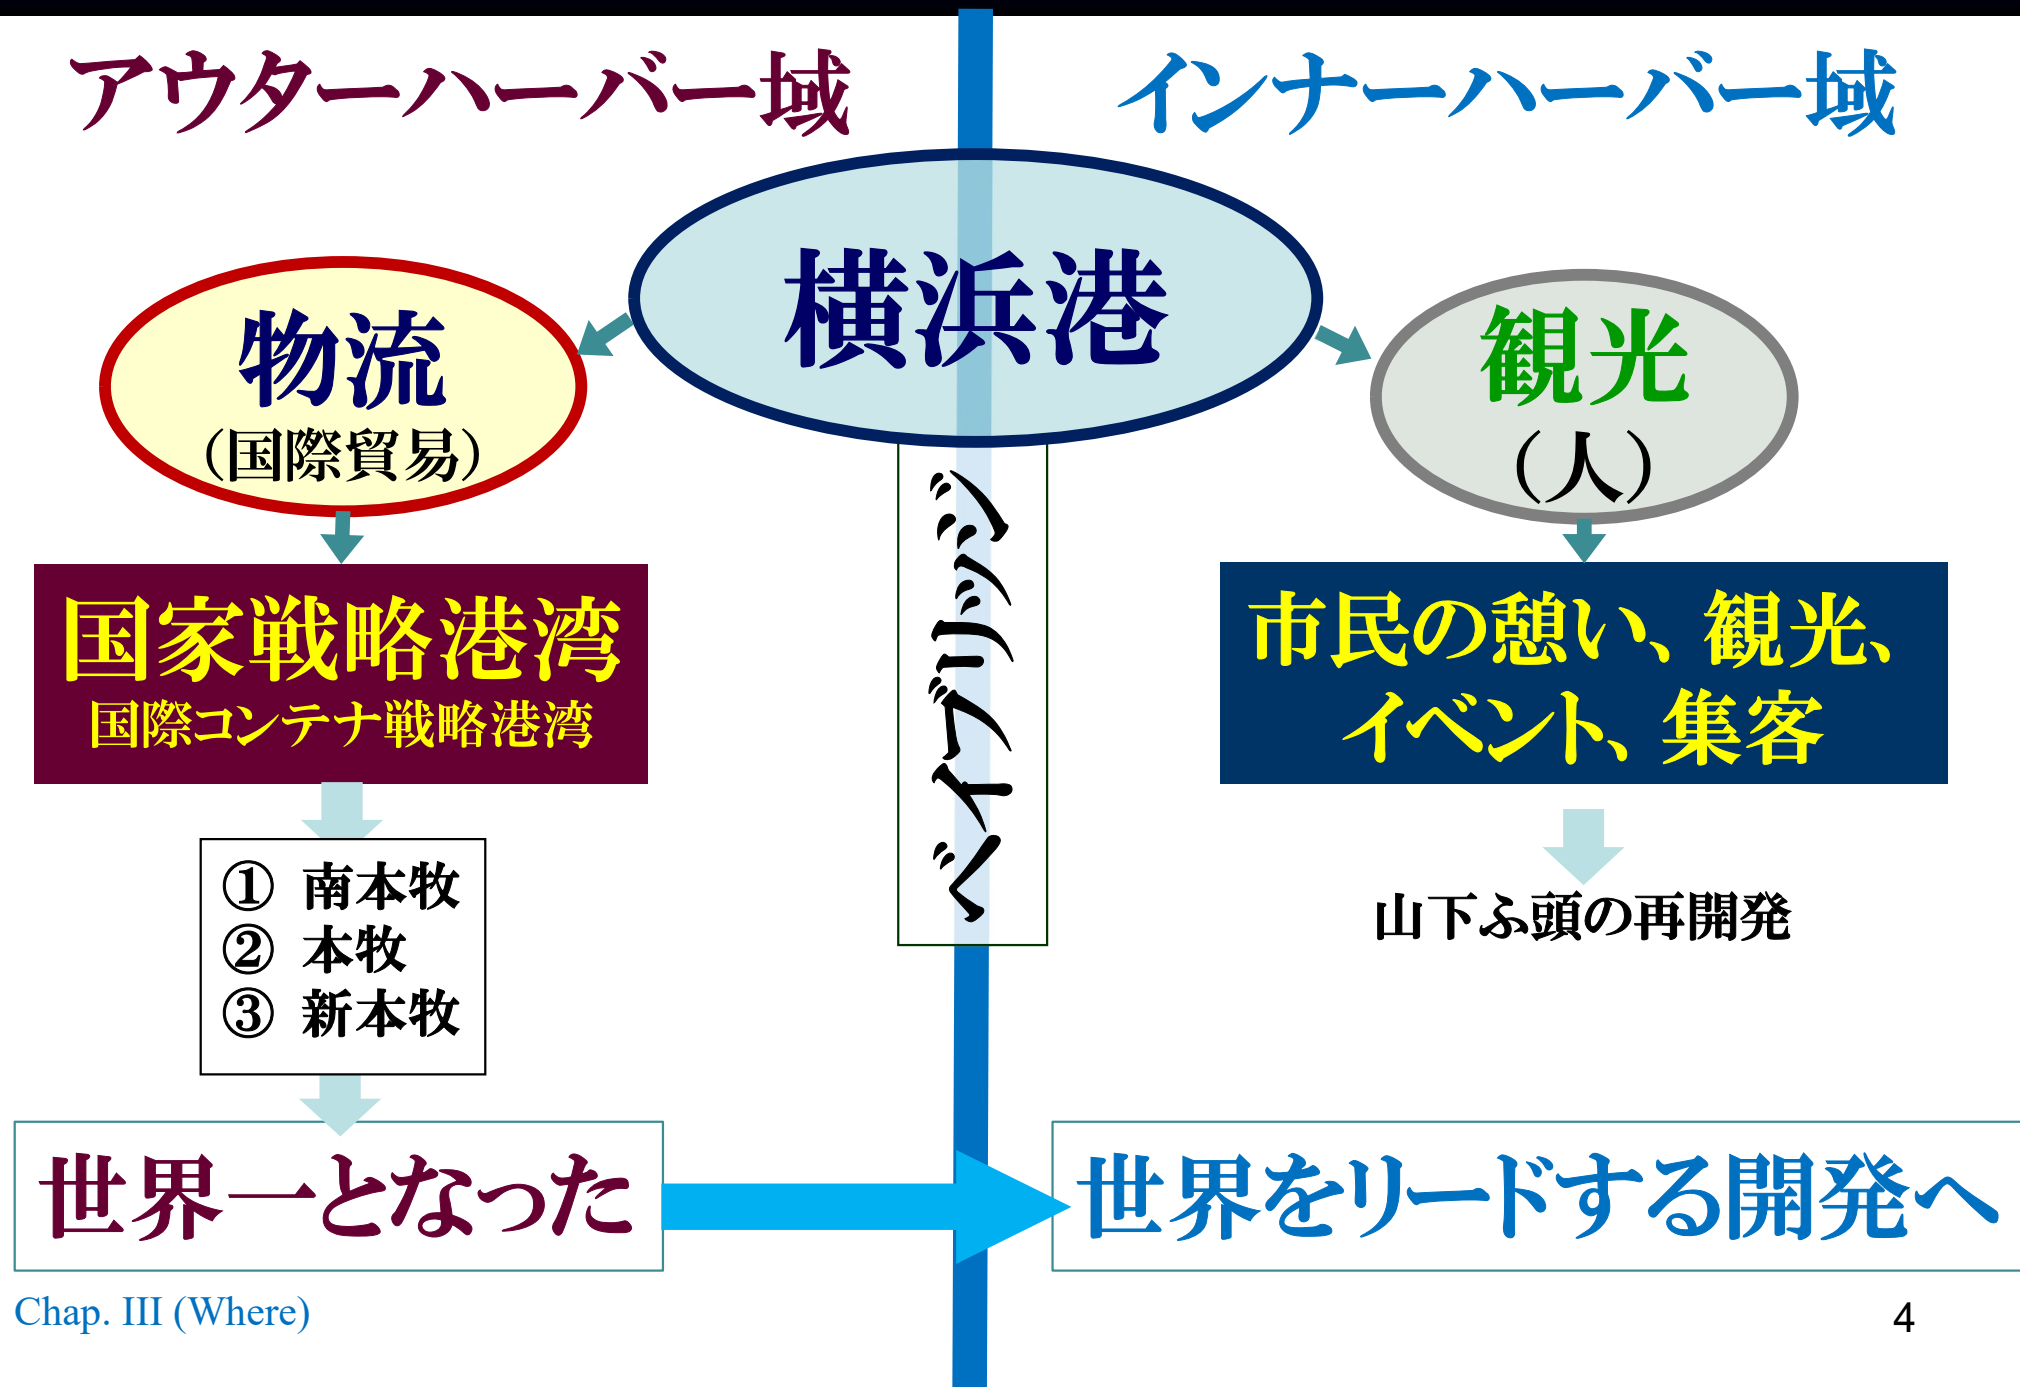 アウターハーバー域
インナーハーバー域
横浜港
物流
（国際貿易）
観光
（人）
ベイブリッジ
国家戦略港湾
国際コンテナ戦略港湾
市民の憩い、観光、
イベント、集客
① 南本牧
② 本牧
③ 新本牧
山下ふ頭の再開発
世界一となった
世界をリードする開発へ
Chap. III (Where)
4